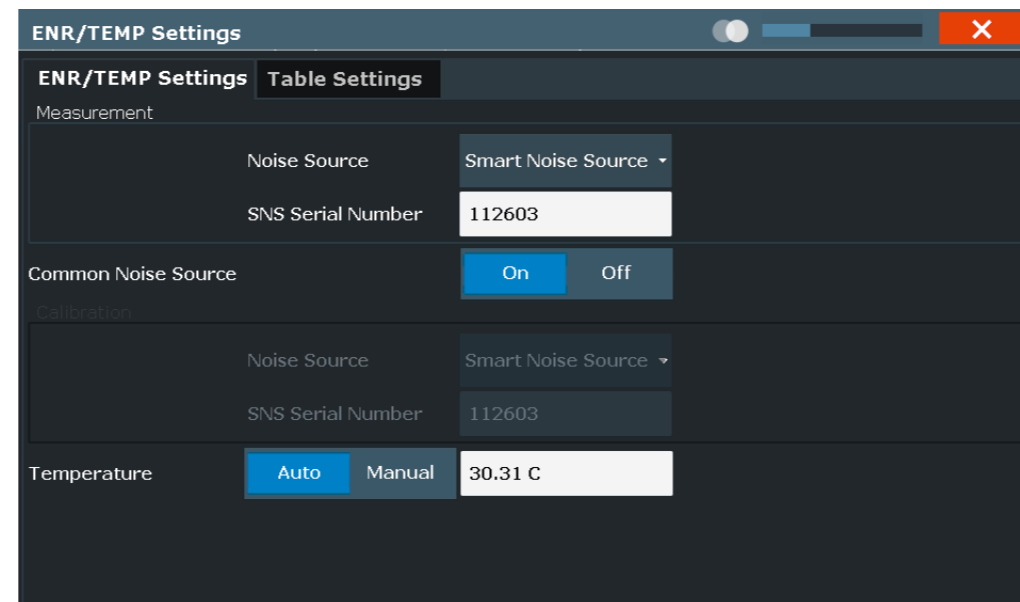 ENR/TEMP Settings
ENR/TEMP Settings Table Settings
Measurement
Noise Source Smart Noise Source
SNS Serial Number 112603
Common Noise Source On Off
Calibration
Noise Source Smart Noise Source
SNS Serial Number 112603
Temperature Auto Manual 30.31 C